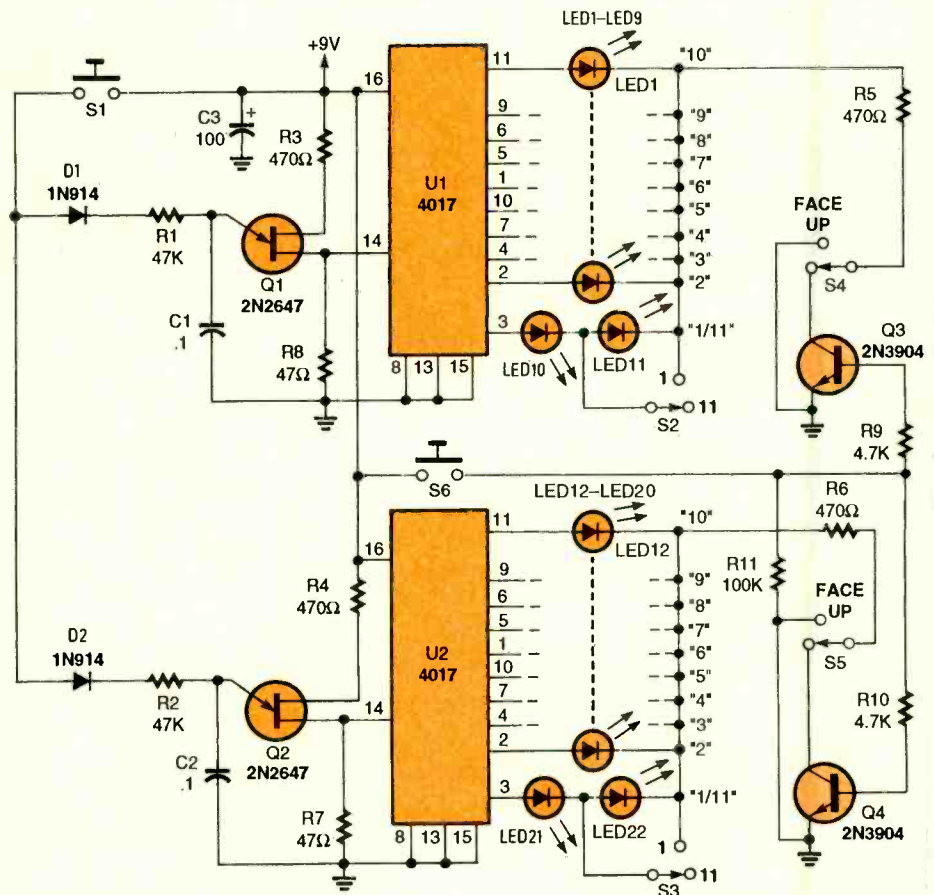 LED1–LED9
+9V
S1
16
11
LED1
"10"
C3
100
+
R3
470Ω
R5
470Ω
9
"9"
6
"8"
5
"7"
1
"6"
10
"5"
7
"4"
4
"3"
2
"2"
3
"1/11"
U1
4017
D1
1N914
R1
47K
Q1
2N2647
14
C1
.1
R8
47Ω
8
13
15
LED10
LED11
1
11
S2
FACE
UP
S4
Q3
2N3904
R9
4.7K
S6
LED12–LED20
16
11
LED12
"10"
R6
470Ω
9
"9"
6
"8"
5
"7"
1
"6"
10
"5"
7
"4"
4
"3"
2
"2"
3
"1/11"
U2
4017
R4
470Ω
D2
1N914
R2
47K
Q2
2N2647
14
C2
.1
R7
47Ω
8
13
15
LED21
LED22
1
11
S3
R11
100K
FACE
UP
S5
R10
4.7K
Q4
2N3904